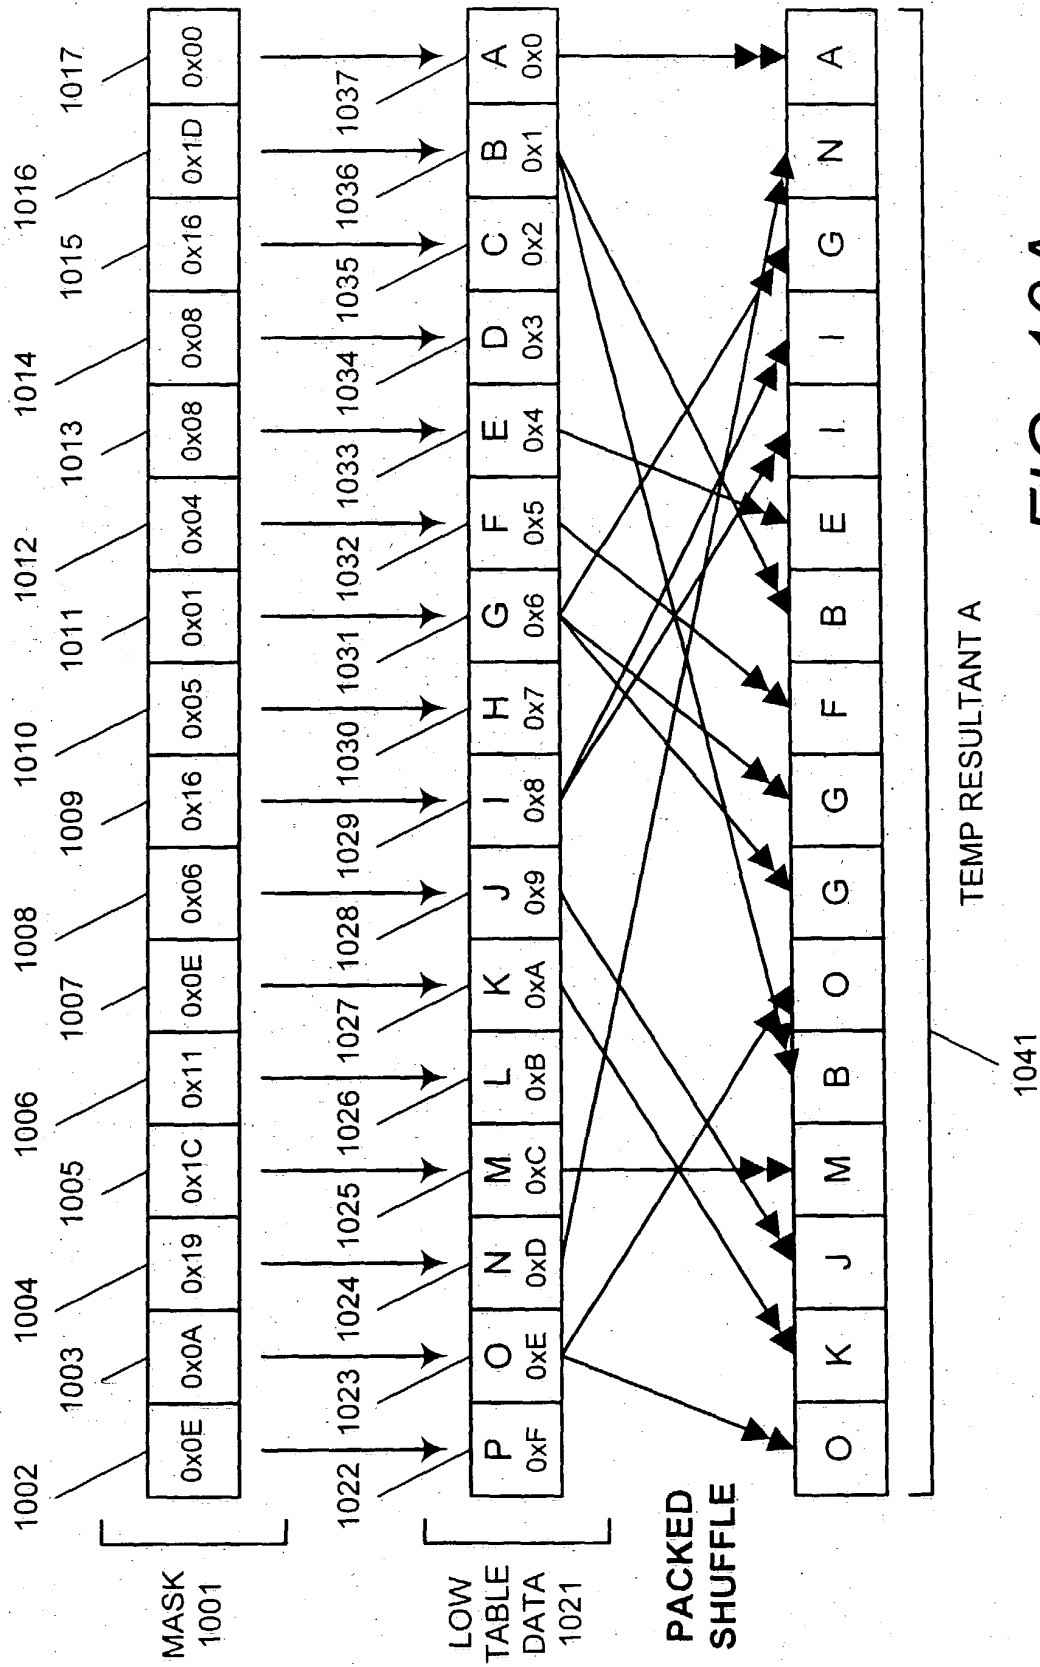 1002 1003 1004 1005 1006 1007 1008 1009 1010 1011 1012 1013 1014 1015 1016 1017
MASK
1001
0x0E 0x0A 0x19 0x1C 0x11 0x0E 0x06 0x16 0x05 0x01 0x04 0x08 0x08 0x16 0x1D 0x00
1022 1023 1024 1025 1026 1027 1028 1029 1030 1031 1032 1033 1034 1035 1036 1037
LOW
TABLE
DATA
1021
P O N M L K J I H G F E D C B A
0xF 0xE 0xD 0xC 0xB 0xA 0x9 0x8 0x7 0x6 0x5 0x4 0x3 0x2 0x1 0x0
PACKED
SHUFFLE
O K J M B O G G F B E I I G N A
TEMP RESULTANT A
1041